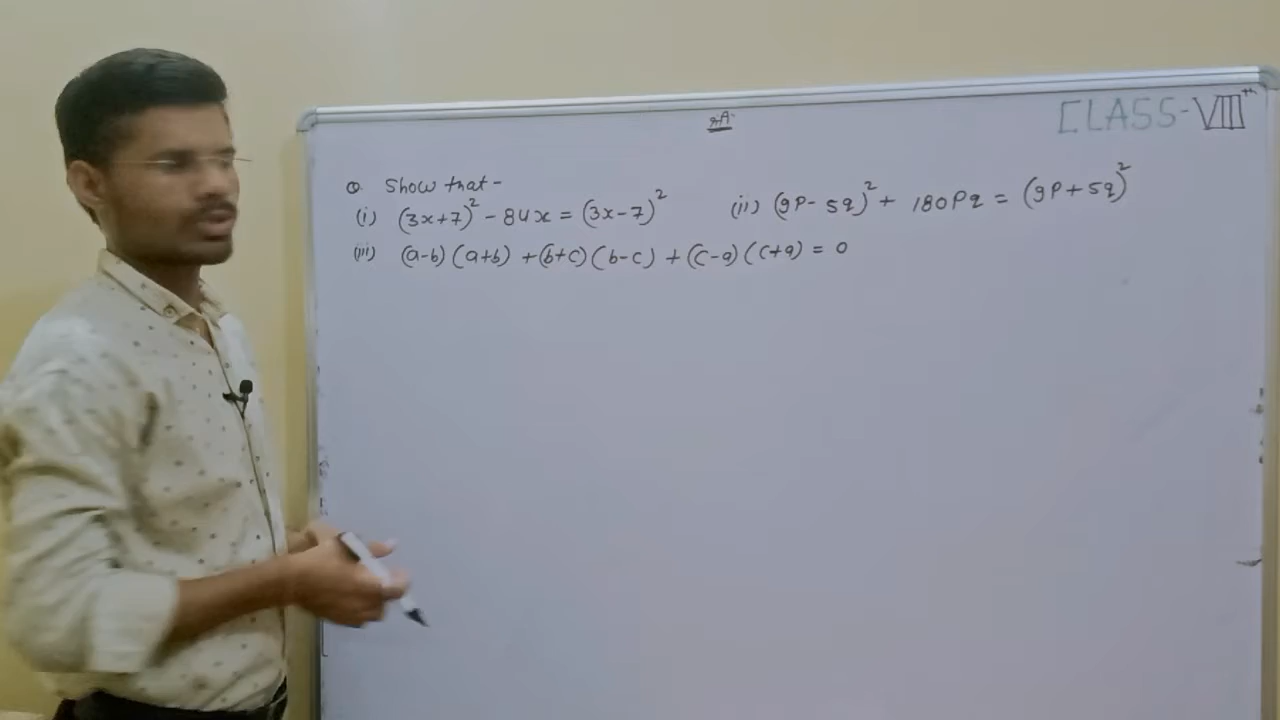 CLASS-VIIIth
Q. Show that -
(i) (3x+7)² - 84x = (3x-7)² (ii) (9P- 5q)² + 180Pq = (9P+5q)²
(iii) (a-b)(a+b) + (b+c)(b-c) + (c-a)(c+a) = 0